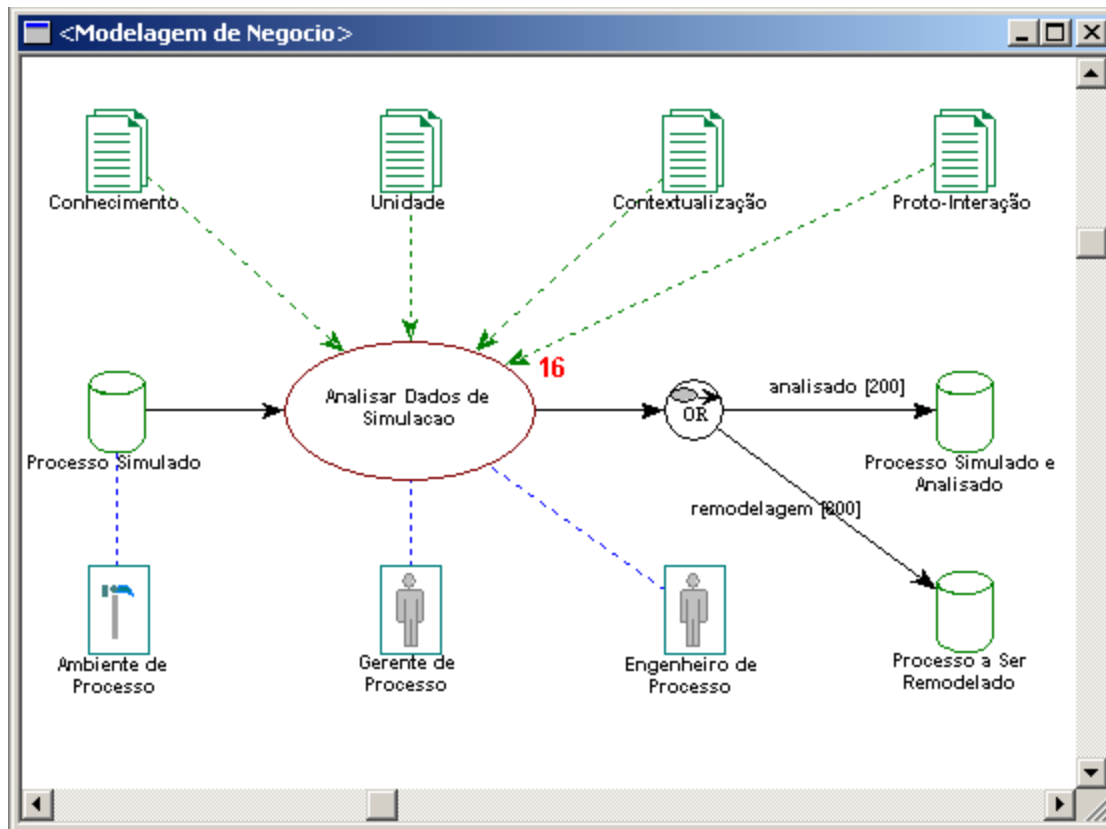 <Modelagem de Negocio>
Conhecimento
Unidade
Contextualização
Proto-Interação
16
Analisar Dados de
Simulacao
OR
analisado [200]
Processo Simulado
Processo Simulado e
Analisado
remodelagem [800]
Ambiente de
Processo
Gerente de
Processo
Engenheiro de
Processo
Processo a Ser
Remodelado